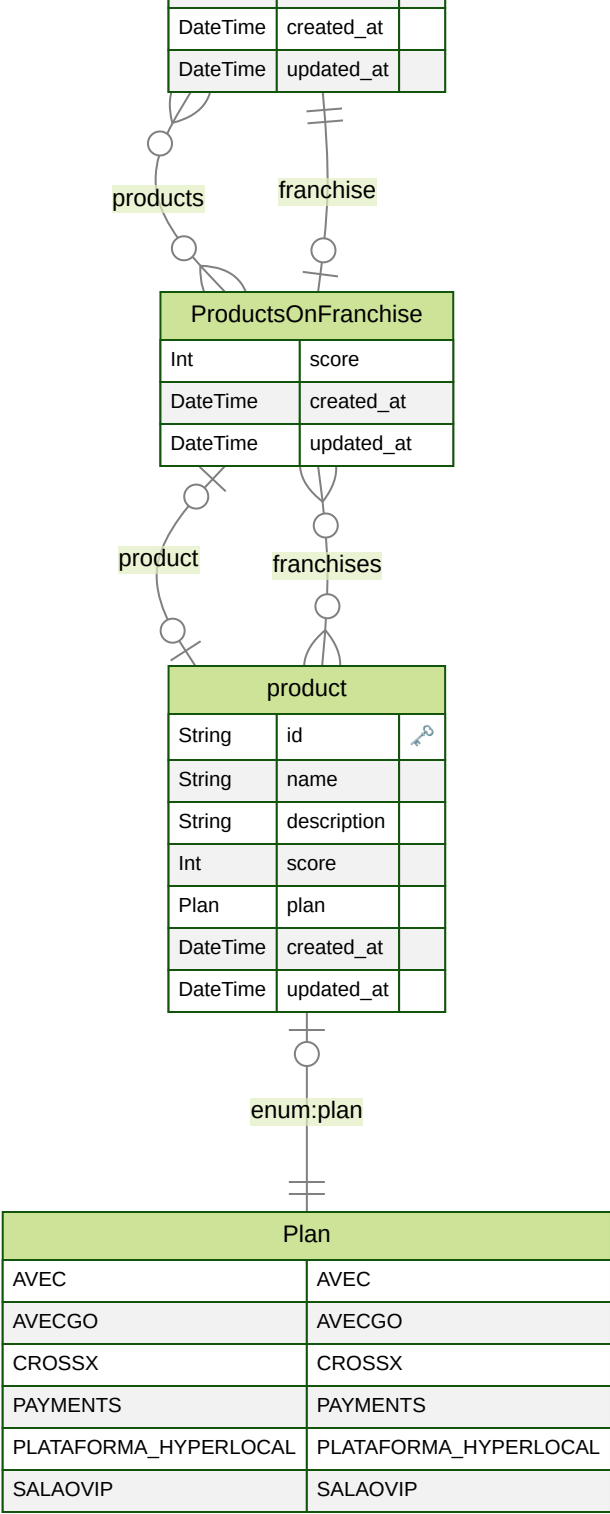 DateTime created_at
DateTime updated_at
products
franchise
ProductsOnFranchise
Int score
DateTime created_at
DateTime updated_at
product
franchises
product
String id 🗝️
String name
String description
Int score
Plan plan
DateTime created_at
DateTime updated_at
enum:plan
Plan
AVEC AVEC
AVECGO AVECGO
CROSSX CROSSX
PAYMENTS PAYMENTS
PLATAFORMA_HYPERLOCAL PLATAFORMA_HYPERLOCAL
SALAOVIP SALAOVIP